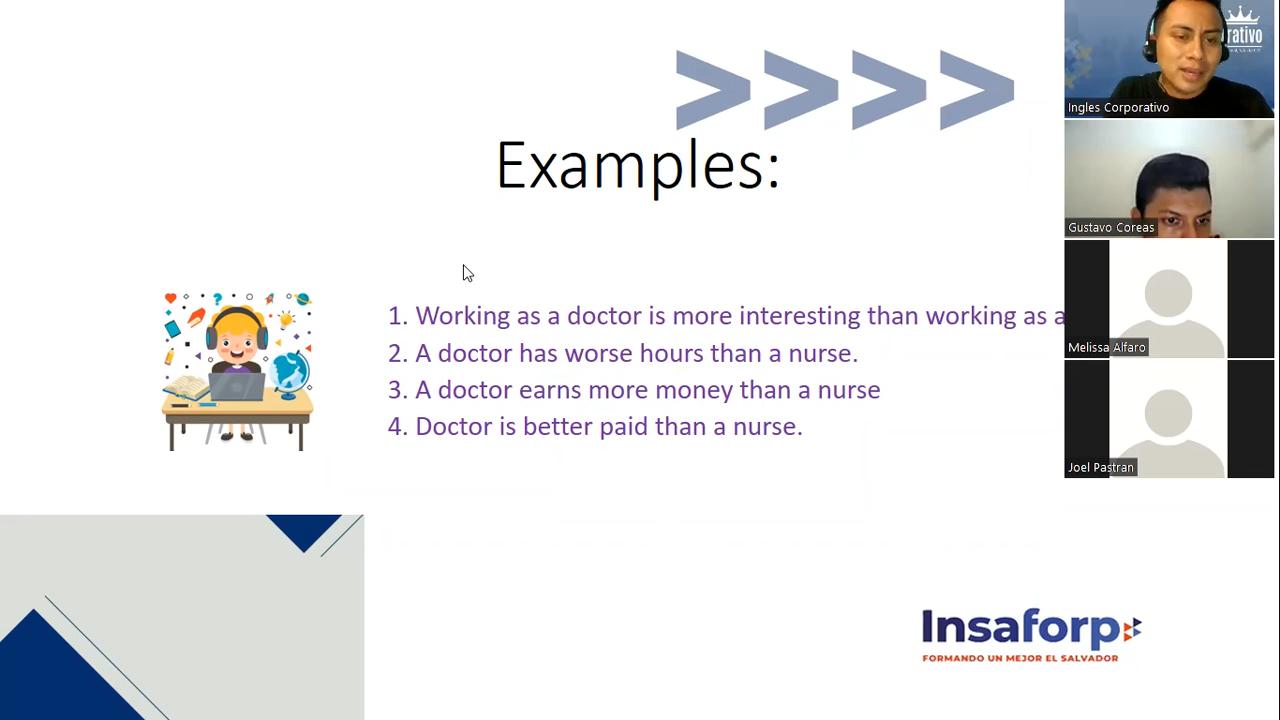 rativo
Ingles Corporativo
Examples:
Gustavo Coreas
1. Working as a doctor is more interesting than working as a
2. A doctor has worse hours than a nurse.
3. A doctor earns more money than a nurse
4. Doctor is better paid than a nurse.
Melissa Alfaro
Joel Pastran
Insaforp
FORMANDO UN MEJOR EL SALVADOR